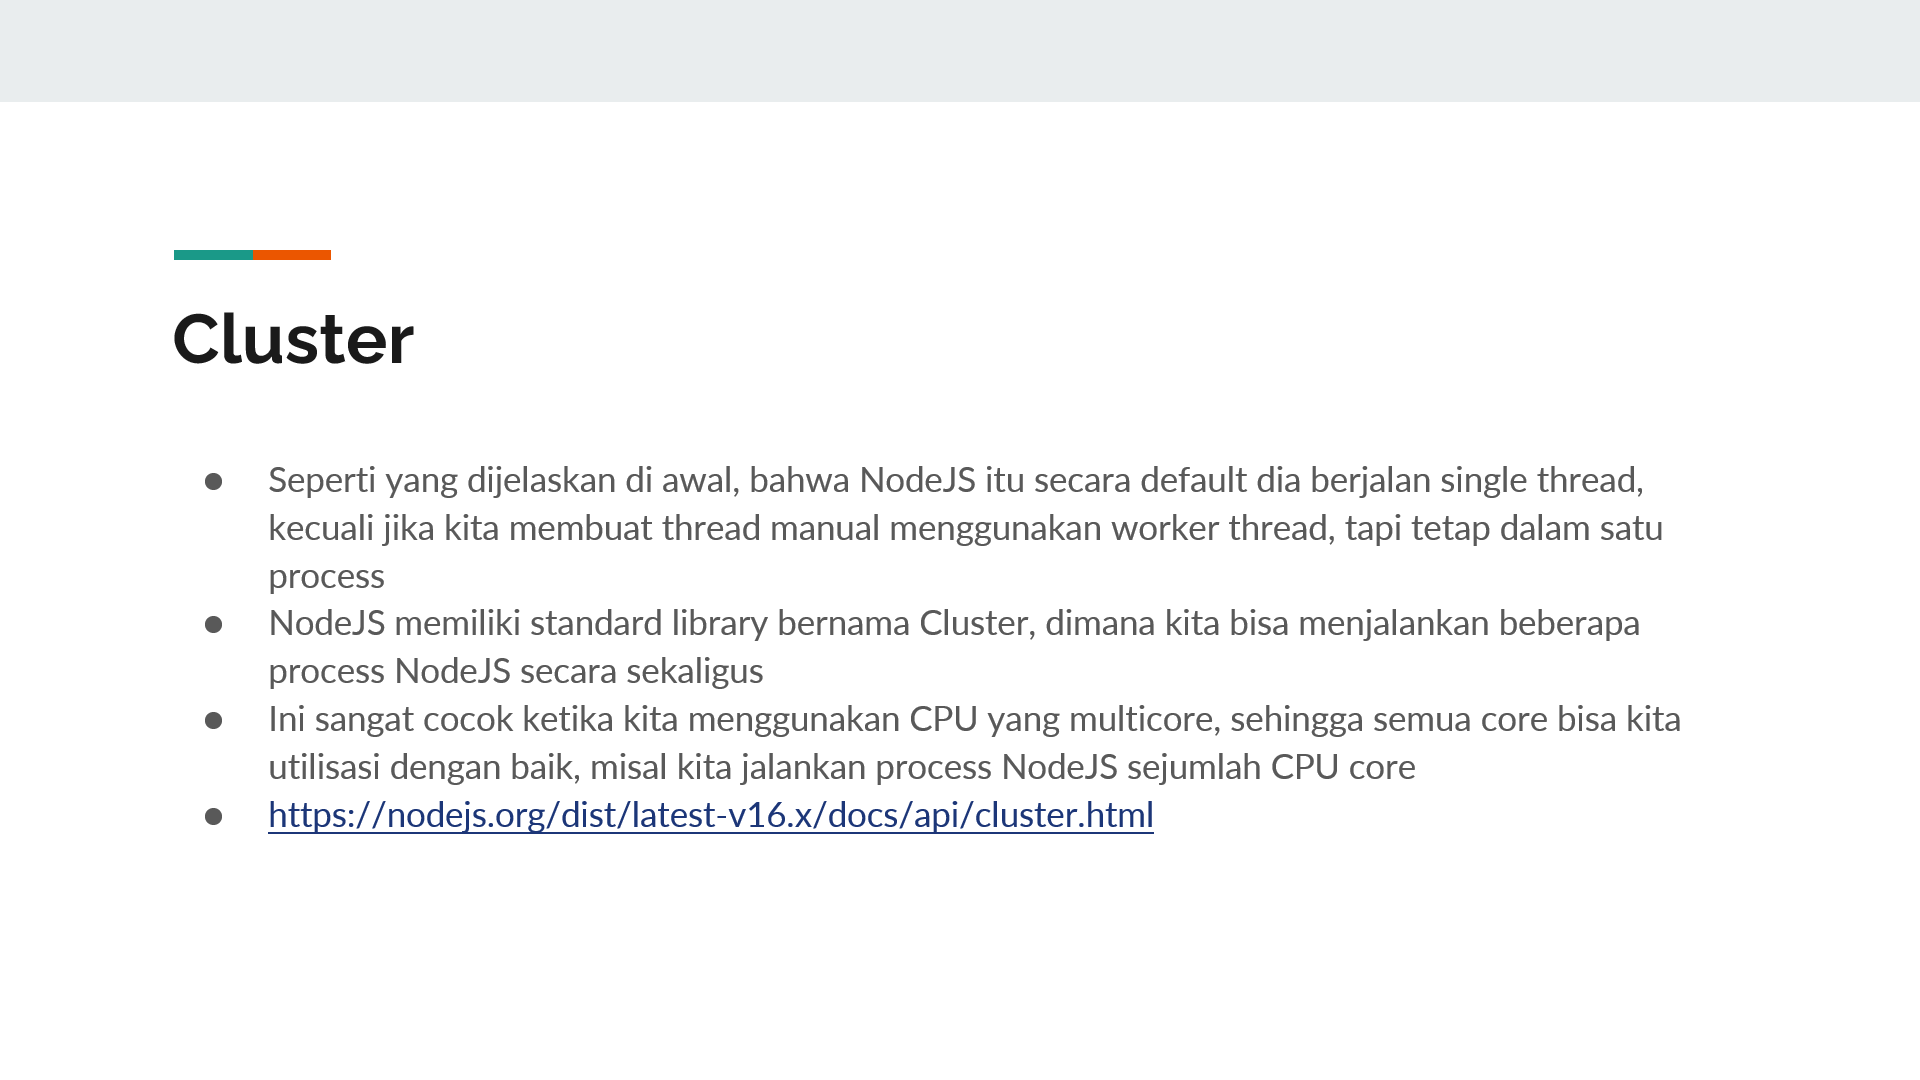 Cluster
● Seperti yang dijelaskan di awal, bahwa NodeJS itu secara default dia berjalan single thread,
kecuali jika kita membuat thread manual menggunakan worker thread, tapi tetap dalam satu
process
● NodeJS memiliki standard library bernama Cluster, dimana kita bisa menjalankan beberapa
process NodeJS secara sekaligus
● Ini sangat cocok ketika kita menggunakan CPU yang multicore, sehingga semua core bisa kita
utilisasi dengan baik, misal kita jalankan process NodeJS sejumlah CPU core
● https://nodejs.org/dist/latest-v16.x/docs/api/cluster.html